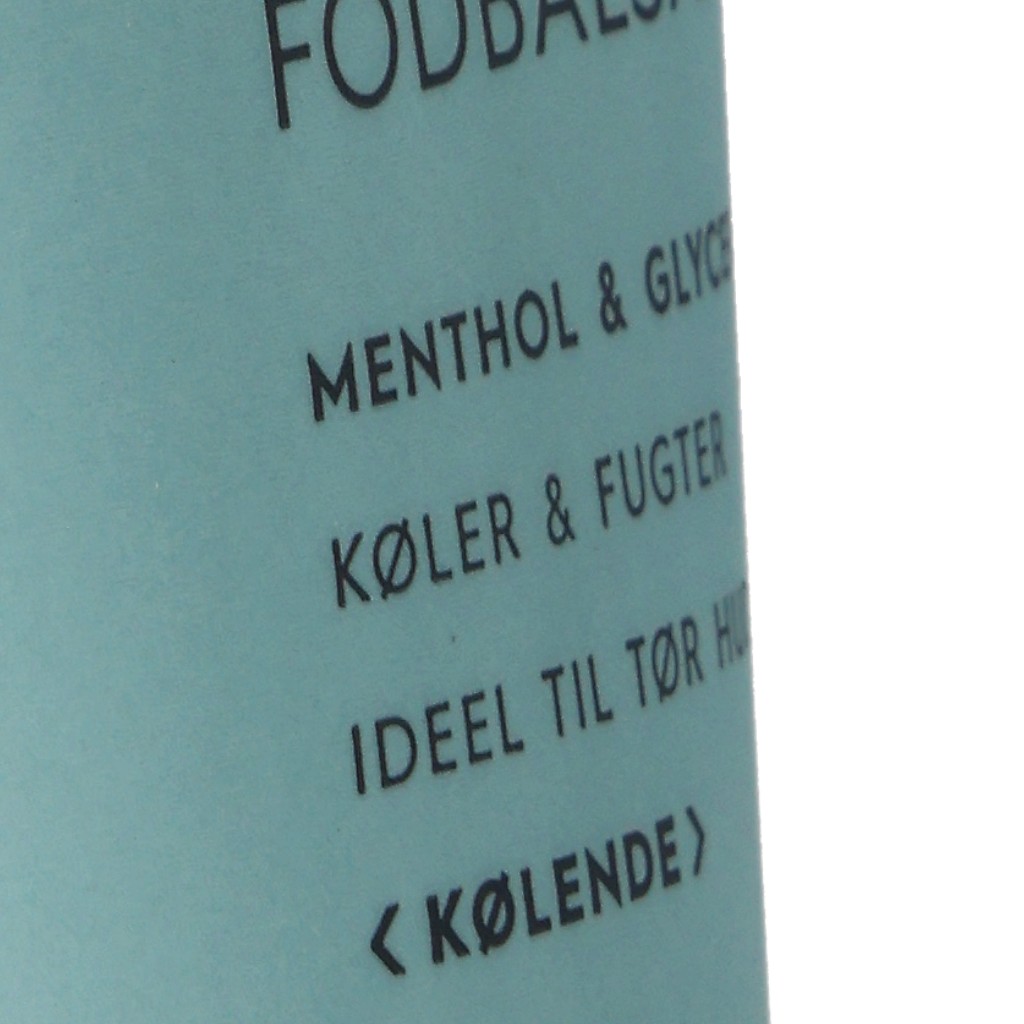 MENTHOL &
KØLER & FUGTER
IDEEL TIL TØR
< KØLENDE >